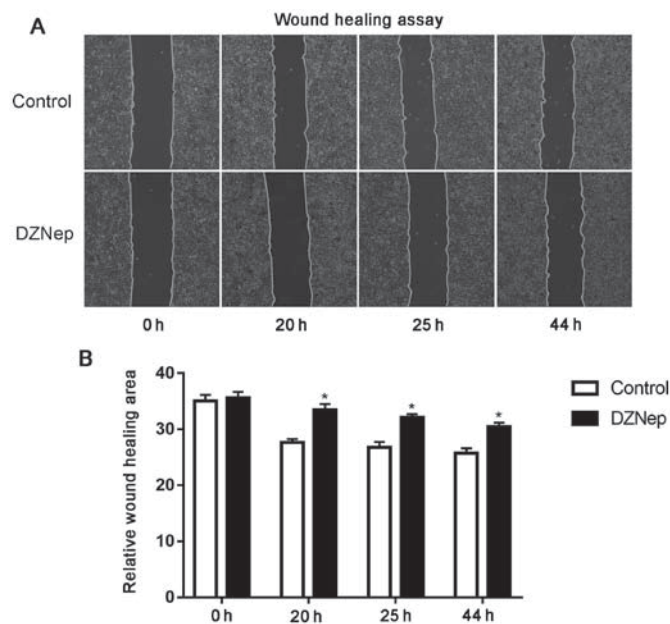 Wound healing assay
A
Control
DZNep
0 h 20 h 25 h 44 h
B
Relative wound healing area
40
30
20
10
0
* * *
0 h 20 h 25 h 44 h
Control
DZNep